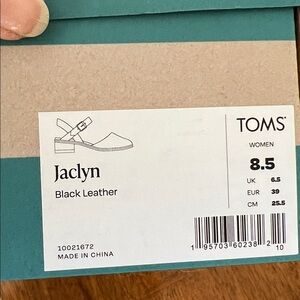 Jaclyn
Black Leather
10021672
MADE IN CHINA
TOMS
WOMEN
8.5
UK 6.5
EUR 39
CM 25.5
1 95703 60238 2
10